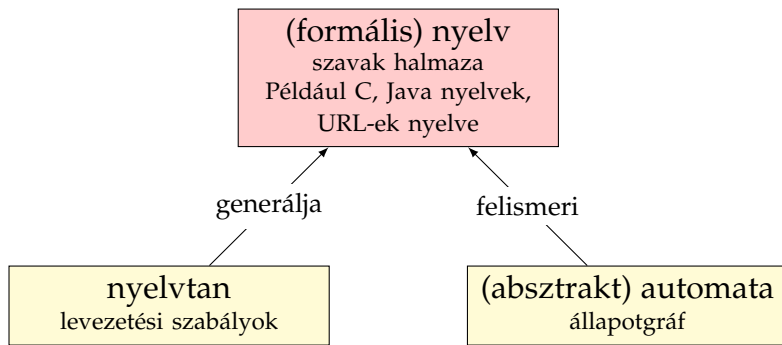 (formális) nyelv
szavak halmaza
Például C, Java nyelvek,
URL-ek nyelve
generálja
felismeri
nyelvtan
levezetési szabályok
(absztrakt) automata
állapotgráf